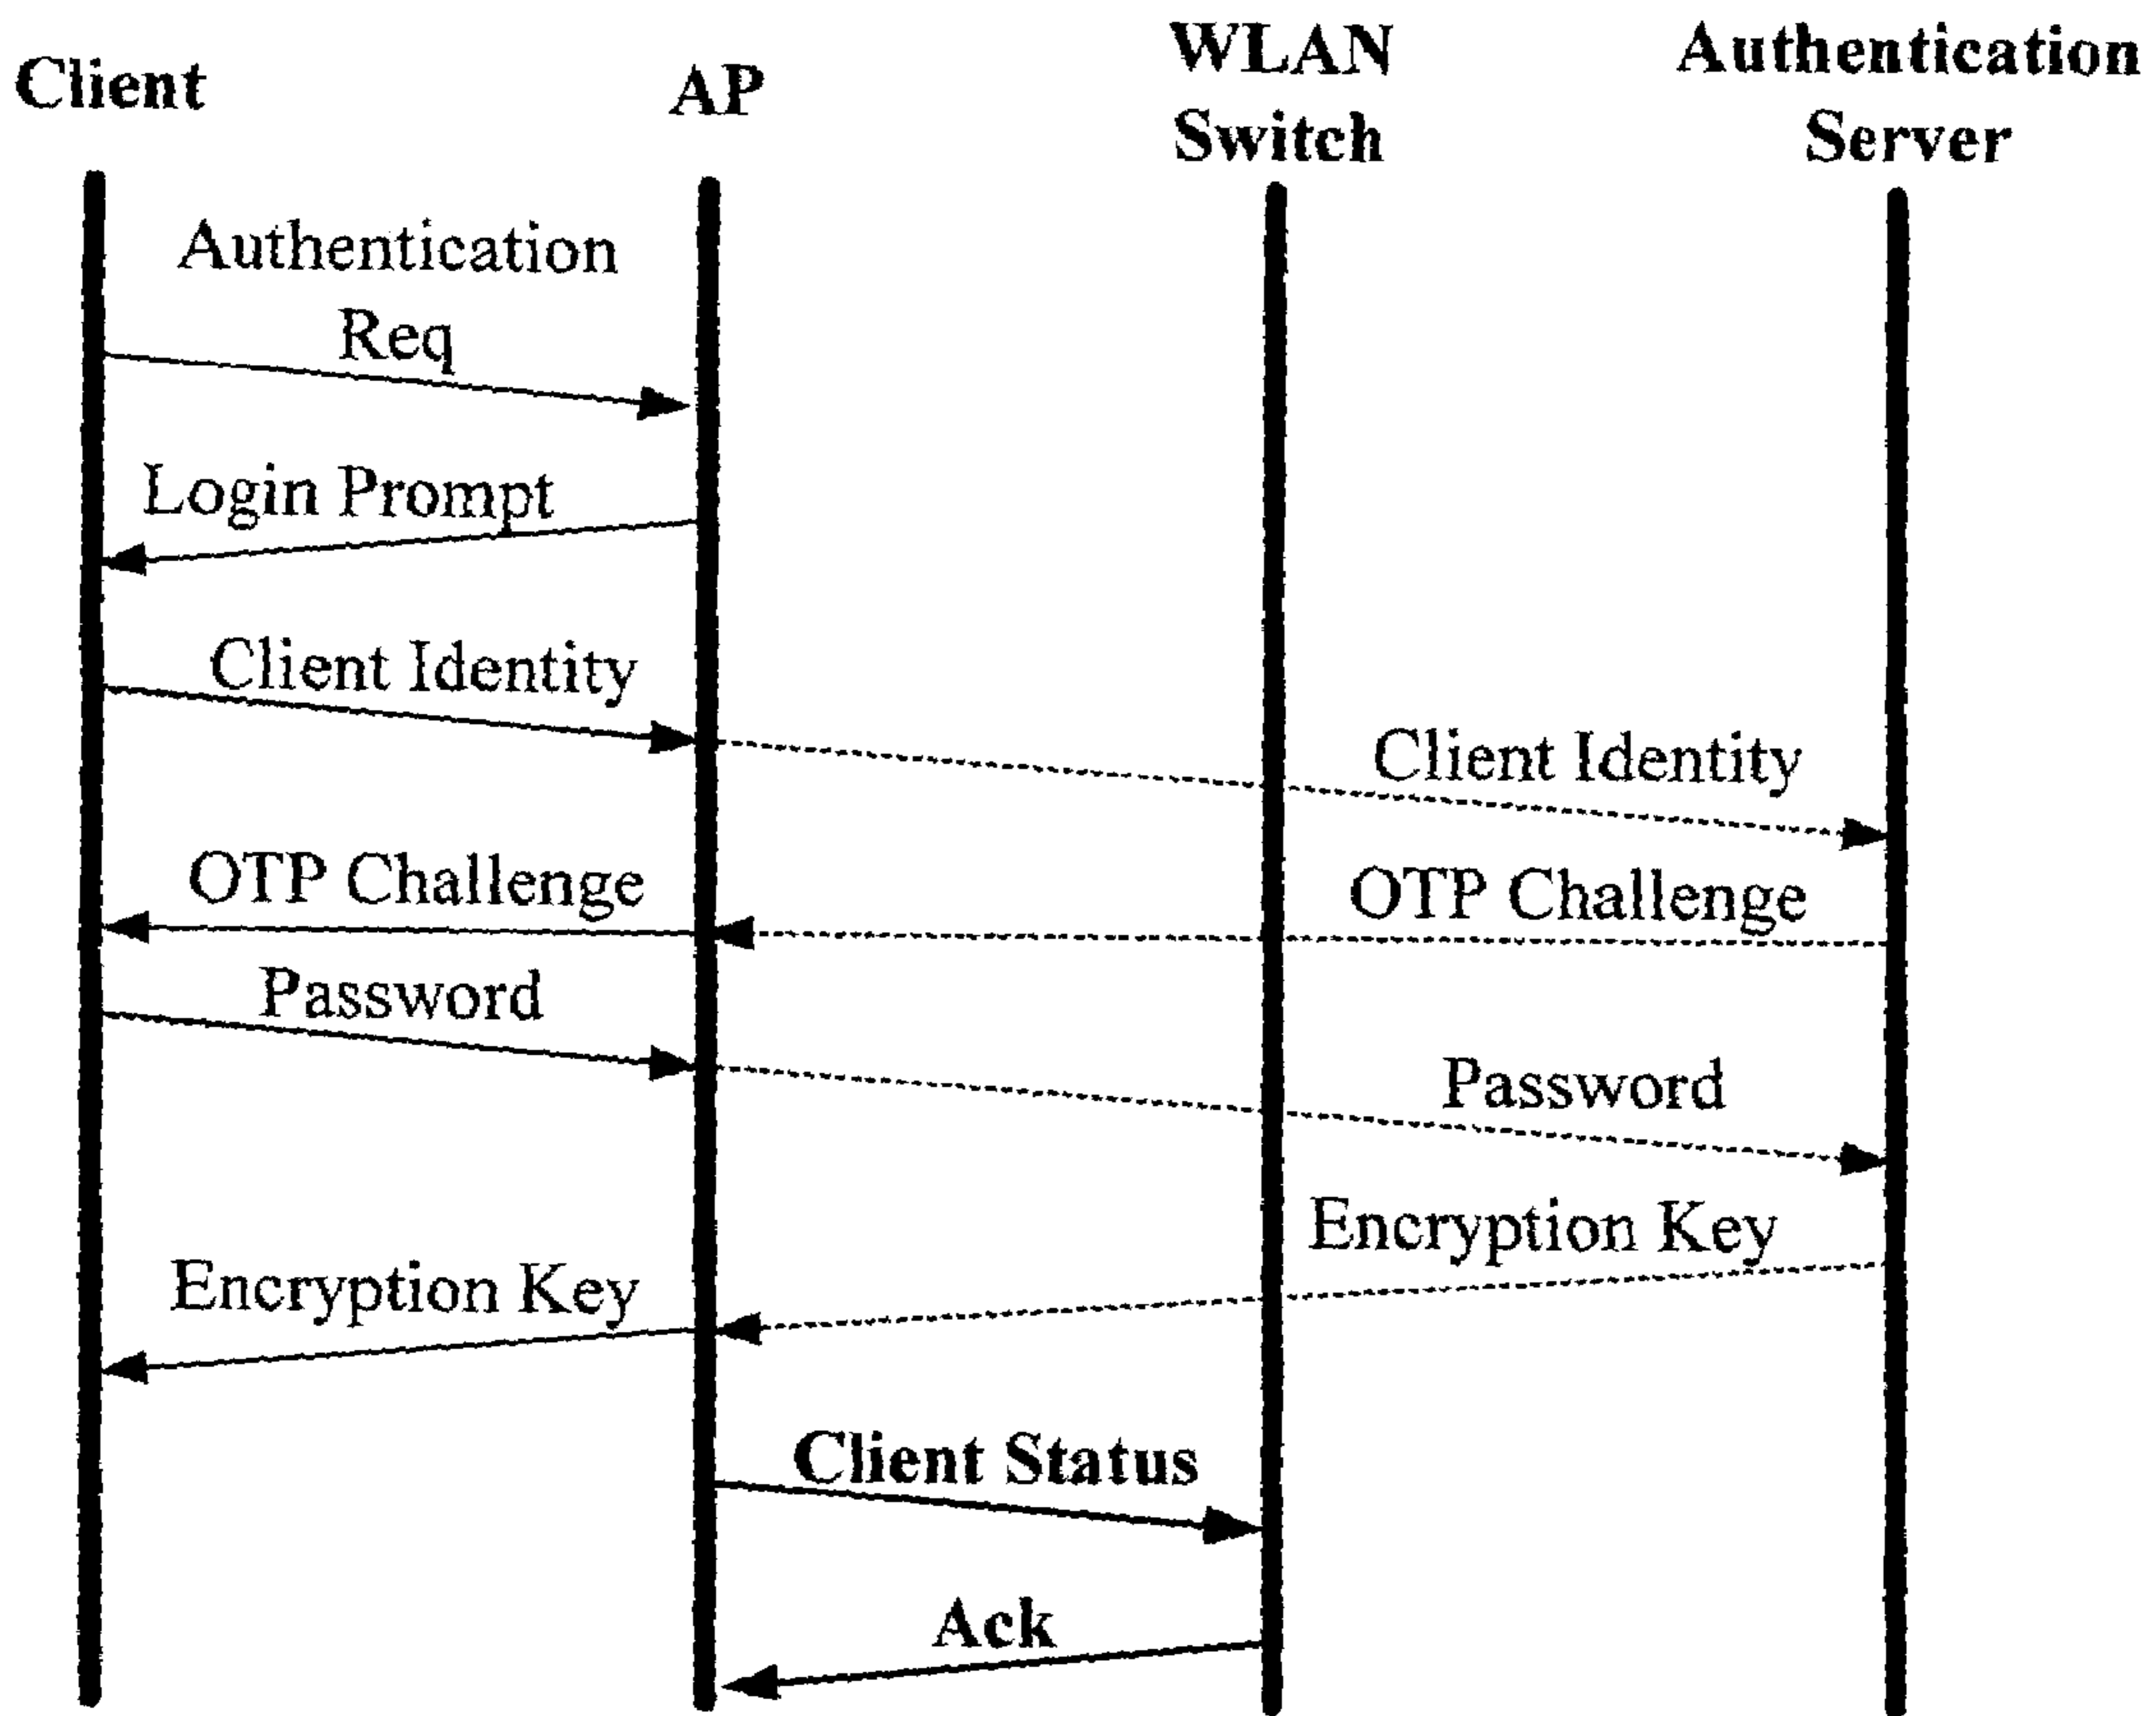 Client
AP
WLAN
Switch
Authentication
Server
Authentication
Req
Login Prompt
Client Identity
Client Identity
OTP Challenge
OTP Challenge
Password
Password
Encryption Key
Encryption Key
Client Status
Ack